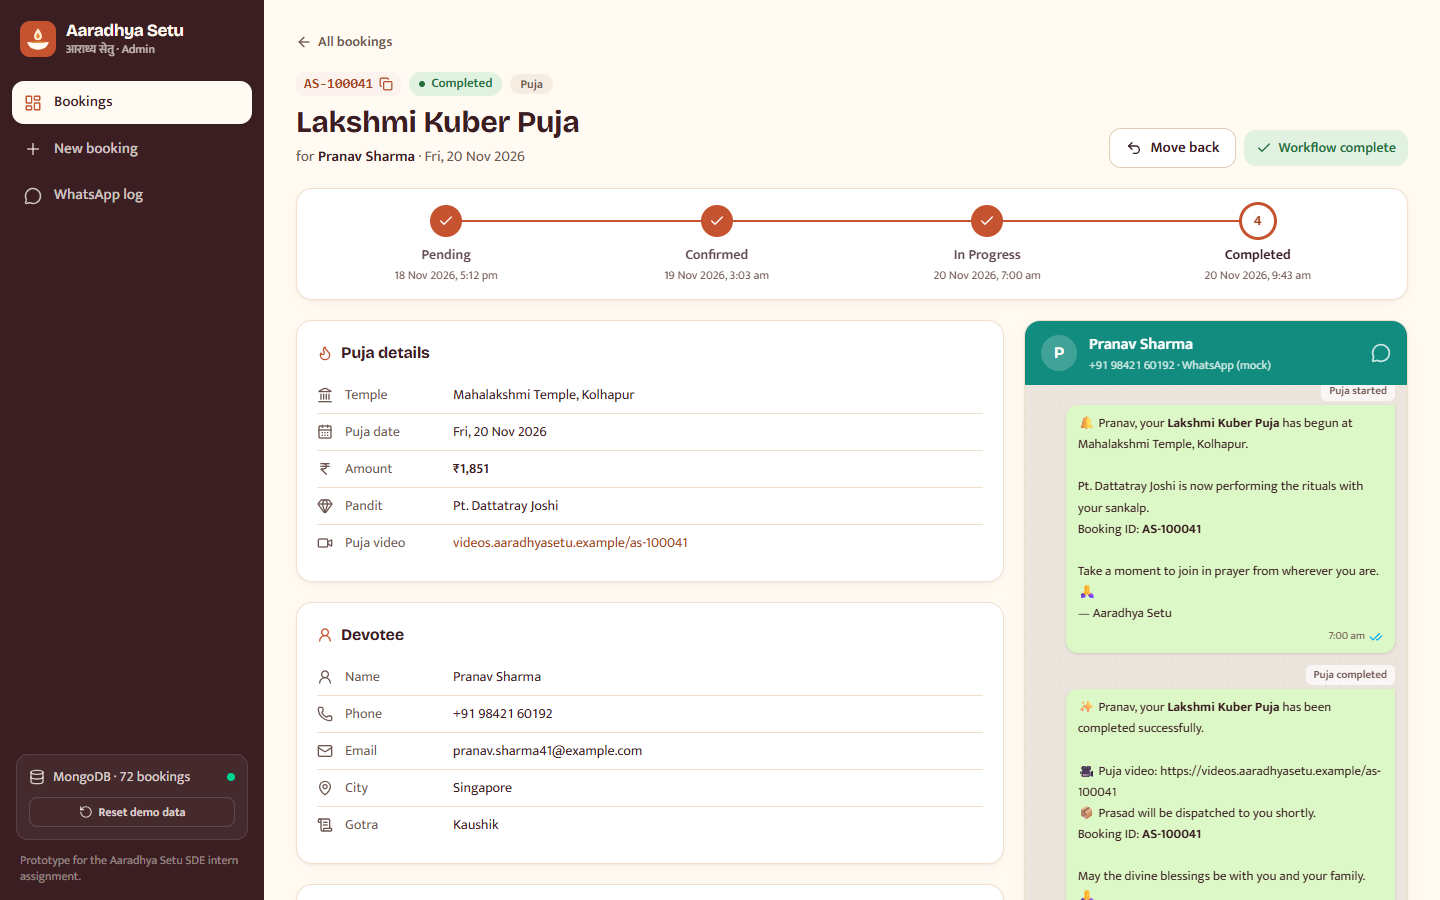 Aaradhya Setu
आराध्य सेतु · Admin
Bookings
New booking
WhatsApp log
MongoDB · 72 bookings
Reset demo data
Prototype for the Aaradhya Setu SDE intern
assignment.
All bookings
AS-100041
Completed
Puja
Lakshmi Kuber Puja
for Pranav Sharma · Fri, 20 Nov 2026
Move back
Workflow complete
4
Pending
Confirmed
In Progress
Completed
18 Nov 2026, 5:12 pm
19 Nov 2026, 3:03 am
20 Nov 2026, 7:00 am
20 Nov 2026, 9:43 am
Puja details
Temple
Mahalakshmi Temple, Kolhapur
Puja date
Fri, 20 Nov 2026
Amount
₹1,851
Pandit
Pt. Dattatray Joshi
Puja video
videos.aaradhyasetu.example/as-100041
Devotee
Name
Pranav Sharma
Phone
+91 98421 60192
Email
pranav.sharma41@example.com
City
Singapore
Gotra
Kaushik
P
Pranav Sharma
+91 98421 60192 · WhatsApp (mock)
Puja started
🔔 Pranav, your Lakshmi Kuber Puja has begun at
Mahalakshmi Temple, Kolhapur.
Pt. Dattatray Joshi is now performing the rituals with
your sankalp.
Booking ID: AS-100041
Take a moment to join in prayer from wherever you are.
🙏
— Aaradhya Setu
7:00 am
Puja completed
✨ Pranav, your Lakshmi Kuber Puja has been
completed successfully.
🎥 Puja video: https://videos.aaradhyasetu.example/as-
100041
📦 Prasad will be dispatched to you shortly.
Booking ID: AS-100041
May the divine blessings be with you and your family.
🙏